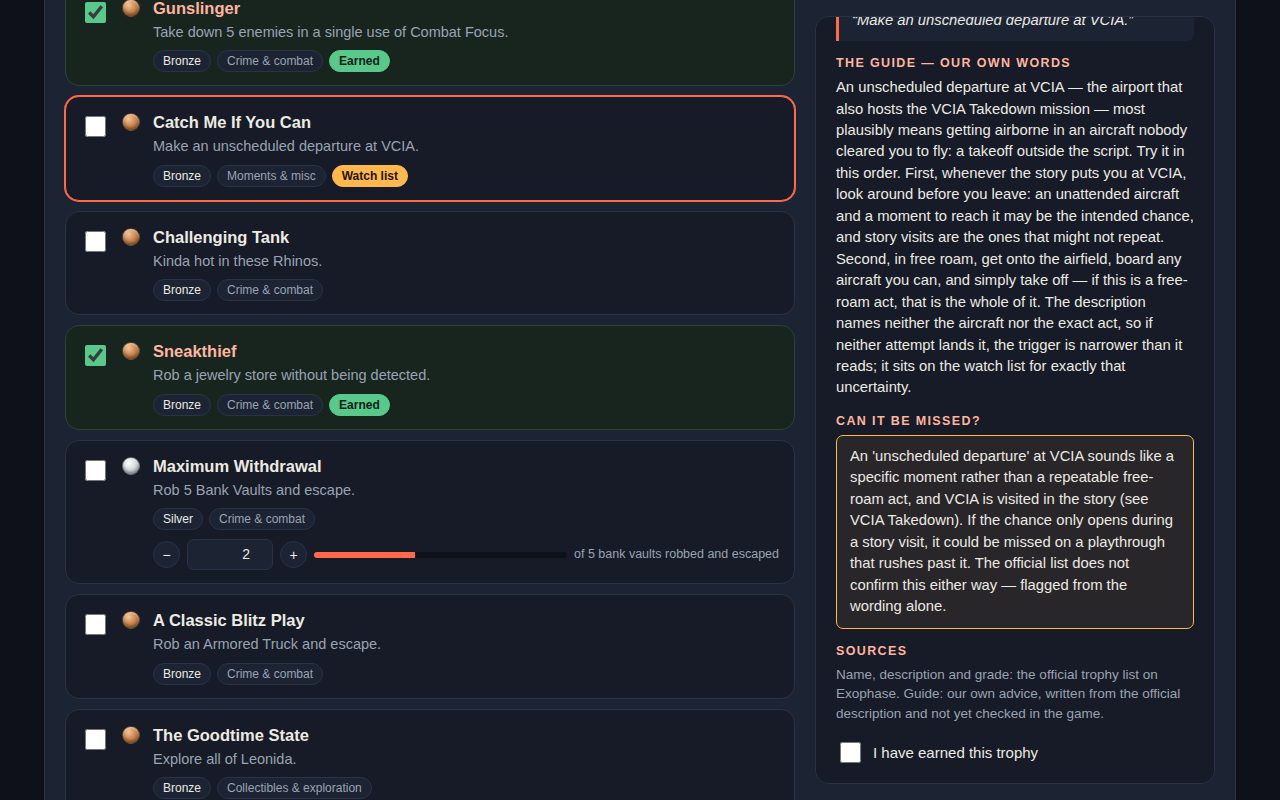 Gunslinger
Take down 5 enemies in a single use of Combat Focus.
Bronze
Crime & combat
Earned
Catch Me If You Can
Make an unscheduled departure at VCIA.
Bronze
Moments & misc
Watch list
Challenging Tank
Kinda hot in these Rhinos.
Bronze
Crime & combat
Sneakthief
Rob a jewelry store without being detected.
Bronze
Crime & combat
Earned
Maximum Withdrawal
Rob 5 Bank Vaults and escape.
Silver
Crime & combat
− 2 + of 5 bank vaults robbed and escaped
A Classic Blitz Play
Rob an Armored Truck and escape.
Bronze
Crime & combat
The Goodtime State
Explore all of Leonida.
Bronze
Collectibles & exploration
"Make an unscheduled departure at VCIA."
THE GUIDE — OUR OWN WORDS
An unscheduled departure at VCIA — the airport that
also hosts the VCIA Takedown mission — most
plausibly means getting airborne in an aircraft nobody
cleared you to fly: a takeoff outside the script. Try it in
this order. First, whenever the story puts you at VCIA,
look around before you leave: an unattended aircraft
and a moment to reach it may be the intended chance,
and story visits are the ones that might not repeat.
Second, in free roam, get onto the airfield, board any
aircraft you can, and simply take off — if this is a free-
roam act, that is the whole of it. The description
names neither the aircraft nor the exact act, so if
neither attempt lands it, the trigger is narrower than it
reads; it sits on the watch list for exactly that
uncertainty.
CAN IT BE MISSED?
An 'unscheduled departure' at VCIA sounds like a
specific moment rather than a repeatable free-
roam act, and VCIA is visited in the story (see
VCIA Takedown). If the chance only opens during
a story visit, it could be missed on a playthrough
that rushes past it. The official list does not
confirm this either way — flagged from the
wording alone.
SOURCES
Name, description and grade: the official trophy list on
Exophase. Guide: our own advice, written from the official
description and not yet checked in the game.
I have earned this trophy